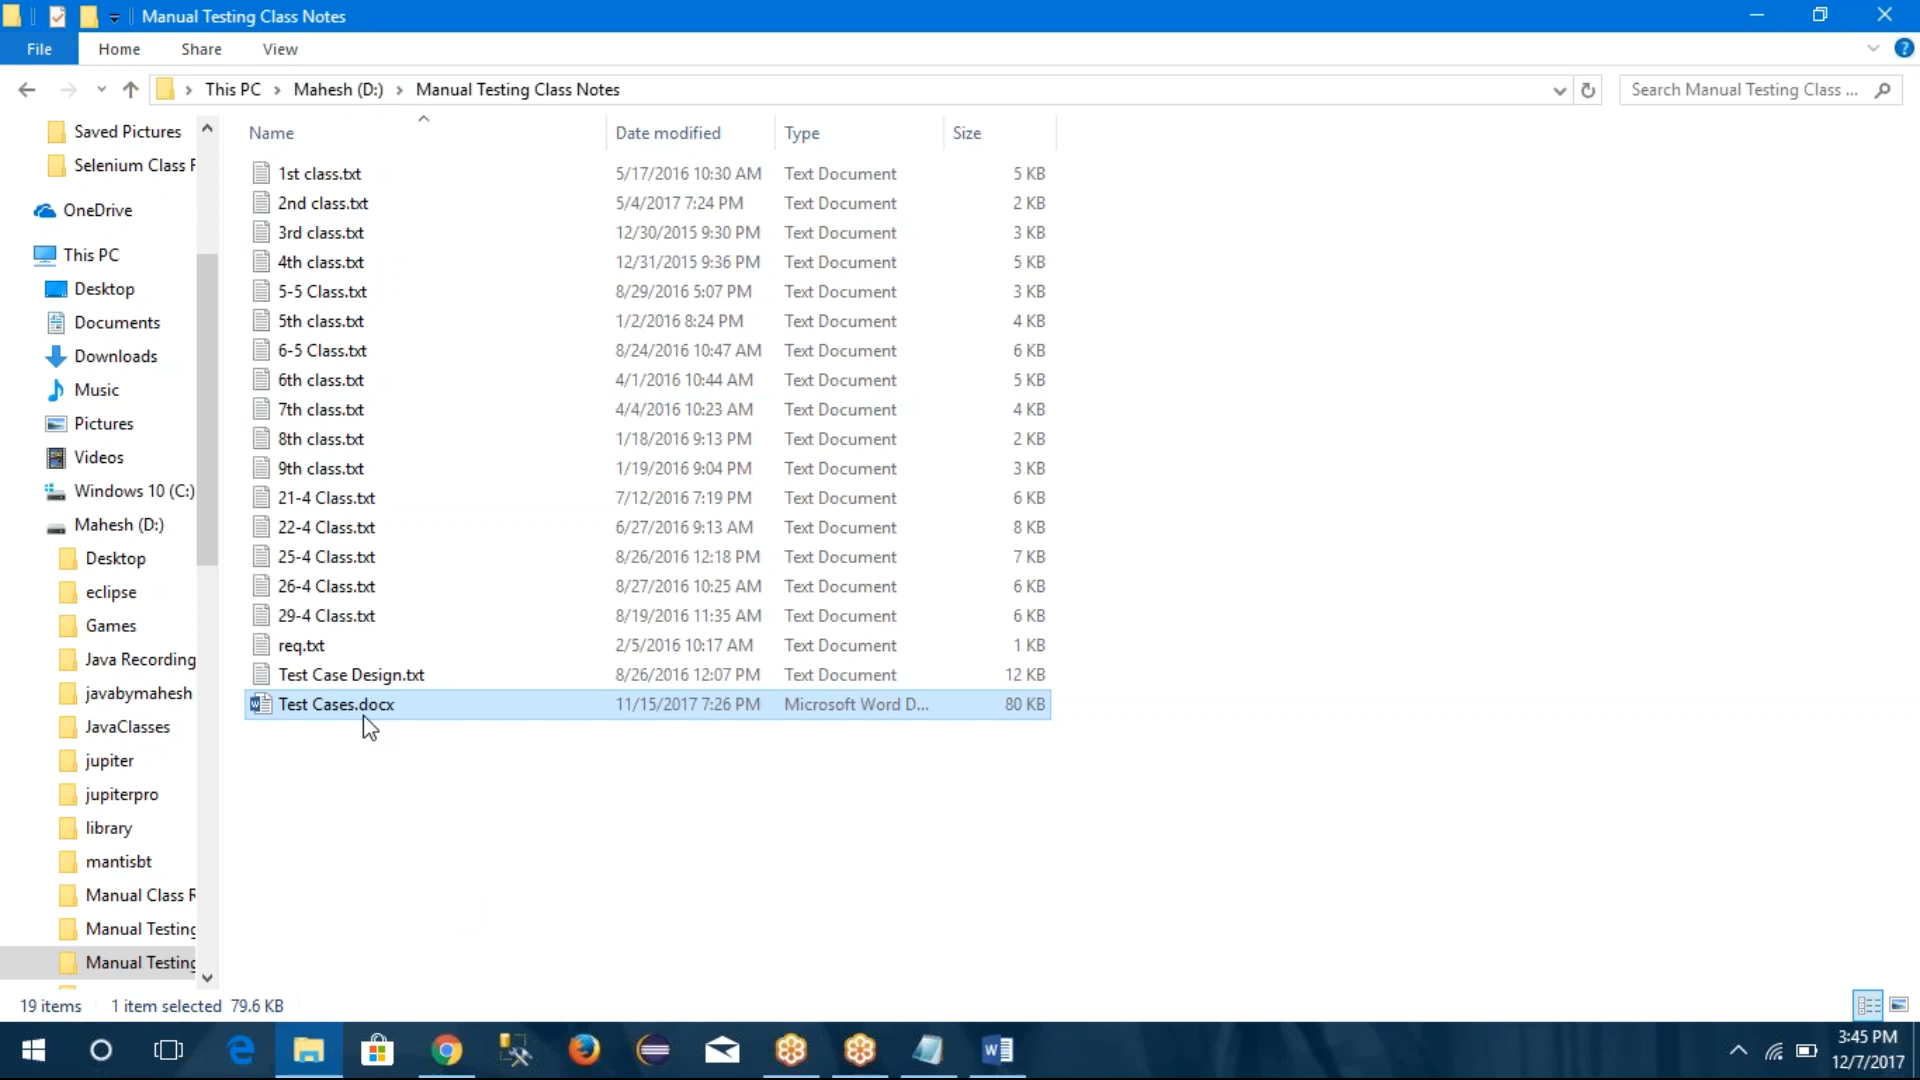 Manual Testing Class Notes
File Home Share View
This PC Mahesh (D:) Manual Testing Class Notes
Search Manual Testing Class ...
Saved Pictures
Selenium Class R
OneDrive
This PC
Desktop
Documents
Downloads
Music
Pictures
Videos
Windows 10 (C:)
Mahesh (D:)
Desktop
eclipse
Games
Java Recording
javabymahesh
JavaClasses
jupiter
jupiterpro
library
mantisbt
Manual Class R
Manual Testing
Manual Testing
Name Date modified Type Size
1st class.txt 5/17/2016 10:30 AM Text Document 5 KB
2nd class.txt 5/4/2017 7:24 PM Text Document 2 KB
3rd class.txt 12/30/2015 9:30 PM Text Document 3 KB
4th class.txt 12/31/2015 9:36 PM Text Document 5 KB
5-5 Class.txt 8/29/2016 5:07 PM Text Document 3 KB
5th class.txt 1/2/2016 8:24 PM Text Document 4 KB
6-5 Class.txt 8/24/2016 10:47 AM Text Document 6 KB
6th class.txt 4/1/2016 10:44 AM Text Document 5 KB
7th class.txt 4/4/2016 10:23 AM Text Document 4 KB
8th class.txt 1/18/2016 9:13 PM Text Document 2 KB
9th class.txt 1/19/2016 9:04 PM Text Document 3 KB
21-4 Class.txt 7/12/2016 7:19 PM Text Document 6 KB
22-4 Class.txt 6/27/2016 9:13 AM Text Document 8 KB
25-4 Class.txt 8/26/2016 12:18 PM Text Document 7 KB
26-4 Class.txt 8/27/2016 10:25 AM Text Document 6 KB
29-4 Class.txt 8/19/2016 11:35 AM Text Document 6 KB
req.txt 2/5/2016 10:17 AM Text Document 1 KB
Test Case Design.txt 8/26/2016 12:07 PM Text Document 12 KB
Test Cases.docx 11/15/2017 7:26 PM Microsoft Word D... 80 KB
19 items 1 item selected 79.6 KB
3:45 PM
12/7/2017